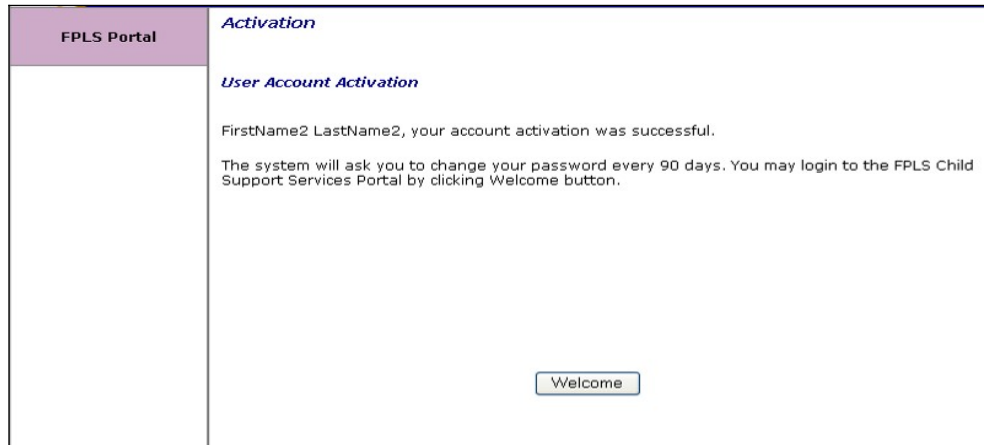 FPLS Portal
Activation
User Account Activation
FirstName2 LastName2, your account activation was successful.
The system will ask you to change your password every 90 days. You may login to the FPLS Child
Support Services Portal by clicking Welcome button.
Welcome